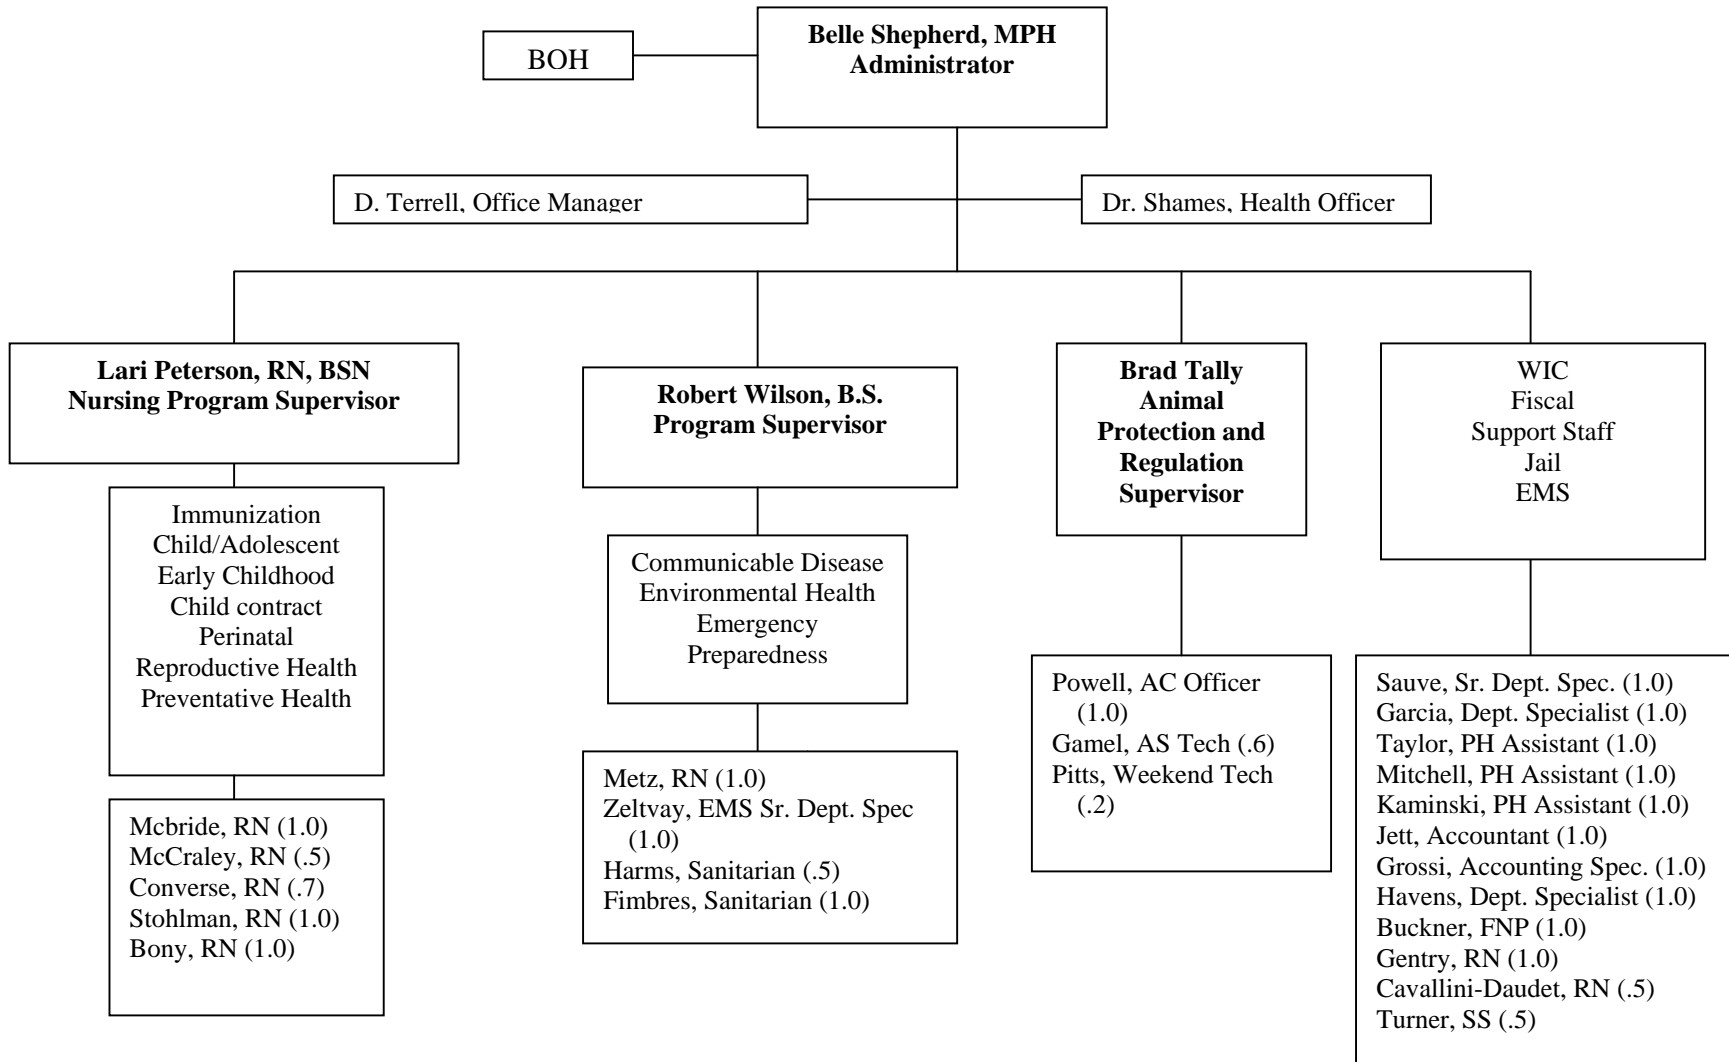 Belle Shepherd, MPH
Administrator
BOH
D. Terrell, Office Manager
Dr. Shames, Health Officer
Lari Peterson, RN, BSN
Nursing Program Supervisor
Immunization
Child/Adolescent
Early Childhood
Child contract
Perinatal
Reproductive Health
Preventative Health
Mcbride, RN (1.0)
McCraley, RN (.5)
Converse, RN (.7)
Stohlman, RN (1.0)
Bony, RN (1.0)
Robert Wilson, B.S.
Program Supervisor
Communicable Disease
Environmental Health
Emergency
Preparedness
Metz, RN (1.0)
Zeltvay, EMS Sr. Dept. Spec
(1.0)
Harms, Sanitarian (.5)
Fimbres, Sanitarian (1.0)
Brad Tally
Animal
Protection and
Regulation
Supervisor
Powell, AC Officer
(1.0)
Gamel, AS Tech (.6)
Pitts, Weekend Tech
(.2)
WIC
Fiscal
Support Staff
Jail
EMS
Sauve, Sr. Dept. Spec. (1.0)
Garcia, Dept. Specialist (1.0)
Taylor, PH Assistant (1.0)
Mitchell, PH Assistant (1.0)
Kaminski, PH Assistant (1.0)
Jett, Accountant (1.0)
Grossi, Accounting Spec. (1.0)
Havens, Dept. Specialist (1.0)
Buckner, FNP (1.0)
Gentry, RN (1.0)
Cavallini-Daudet, RN (.5)
Turner, SS (.5)